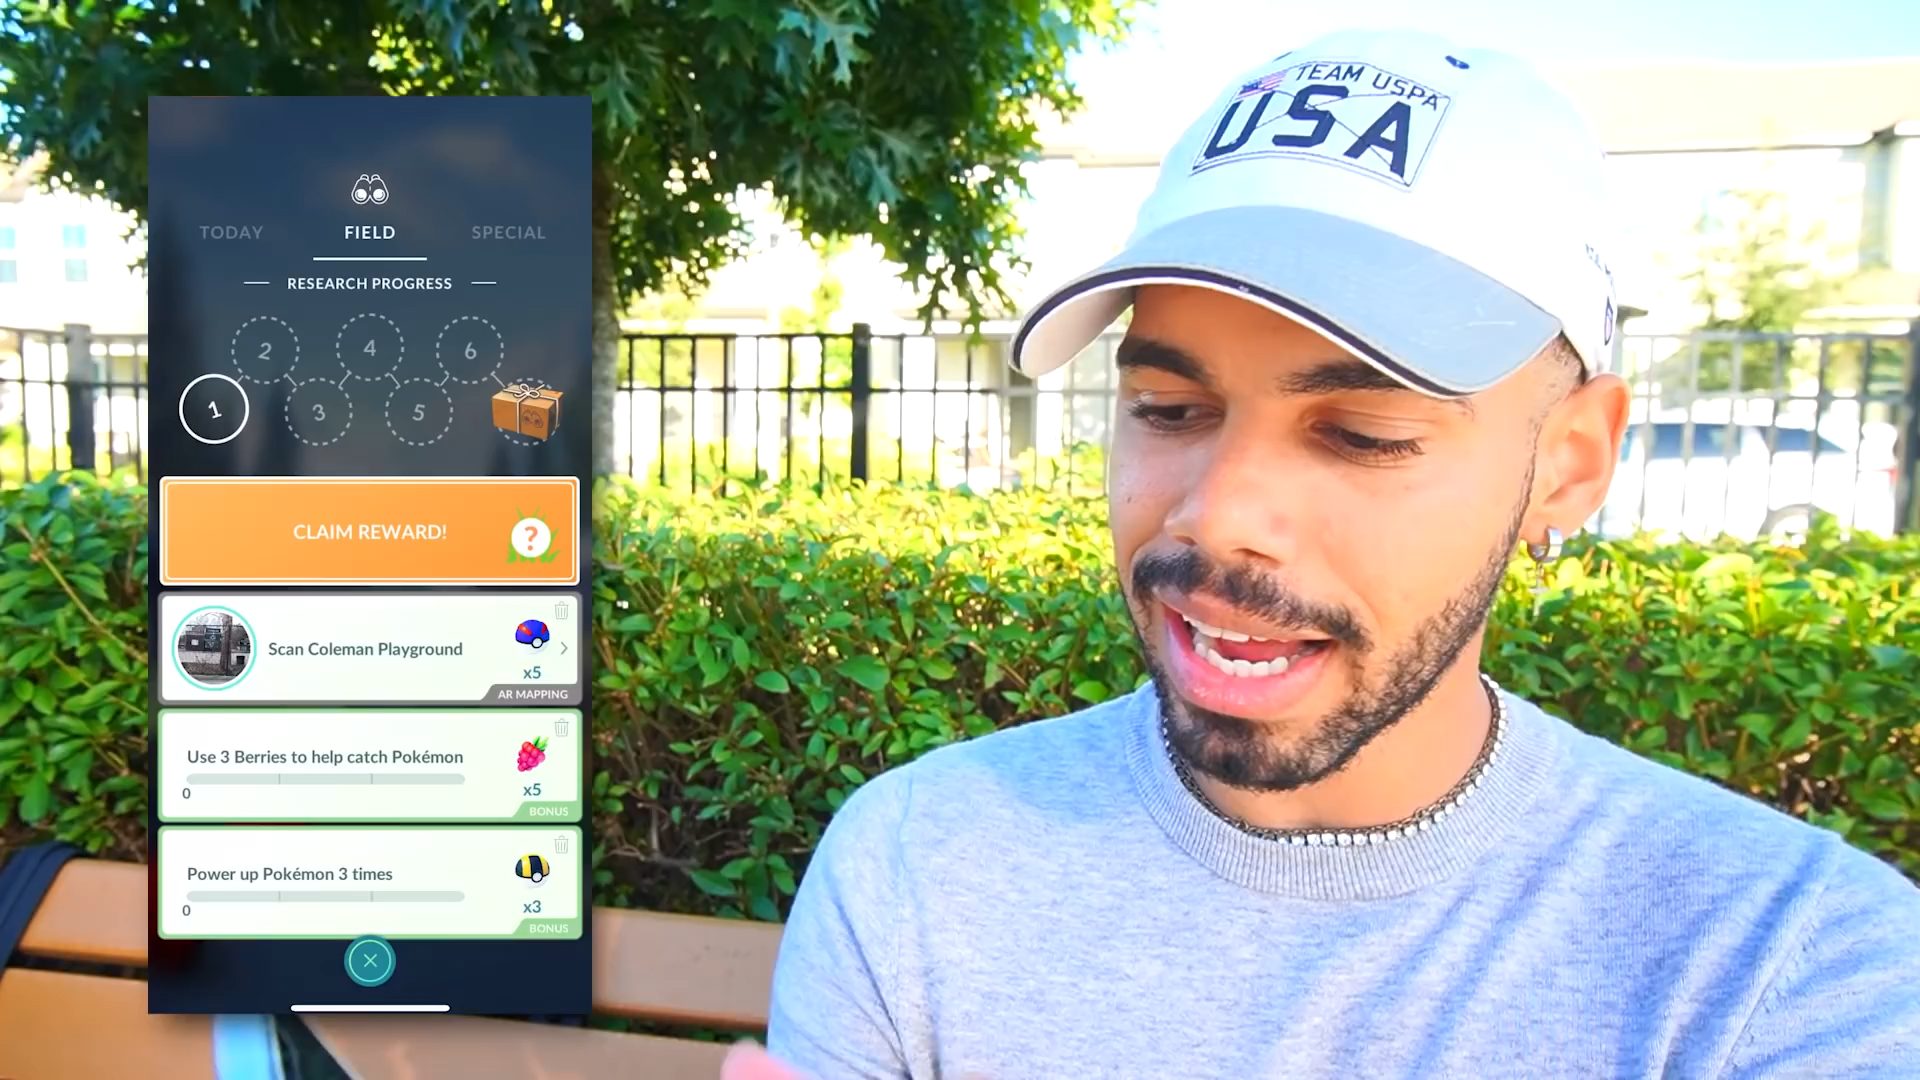 TODAY FIELD SPECIAL
RESEARCH PROGRESS
2 4 6
1 3 5
CLAIM REWARD!
?
Scan Coleman Playground
x5
AR MAPPING
Use 3 Berries to help catch Pokémon
0
x5
BONUS
Power up Pokémon 3 times
0
x3
BONUS
TEAM USPA
USA